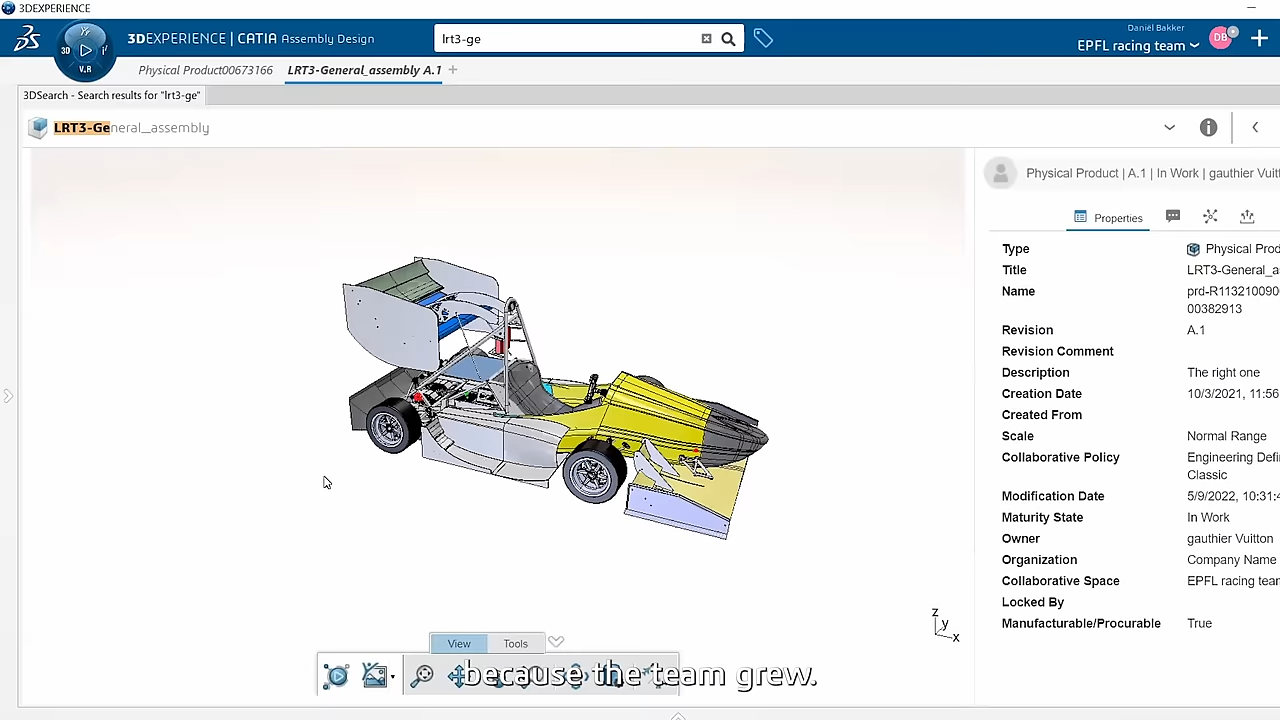 3DEXPERIENCE
3DEXPERIENCE | CATIA Assembly Design
lrt3-ge
Daniël Bakker
EPFL racing team
DB
3D
V.R
Physical Product00673166
LRT3-General_assembly A.1
3DSearch - Search results for "lrt3-ge"
LRT3-General_assembly
Physical Product | A.1 | In Work | gauthier Vuitt
Properties
Type Physical Prod
Title LRT3-General_a
Name prd-R113210090
00382913
Revision A.1
Revision Comment
Description The right one
Creation Date 10/3/2021, 11:56
Created From
Scale Normal Range
Collaborative Policy Engineering Defi
Classic
Modification Date 5/9/2022, 10:31:4
Maturity State In Work
Owner gauthier Vuitton
Organization Company Name
Collaborative Space EPFL racing team
Locked By
Manufacturable/Procurable True
z
y
x
View Tools
because the team grew.